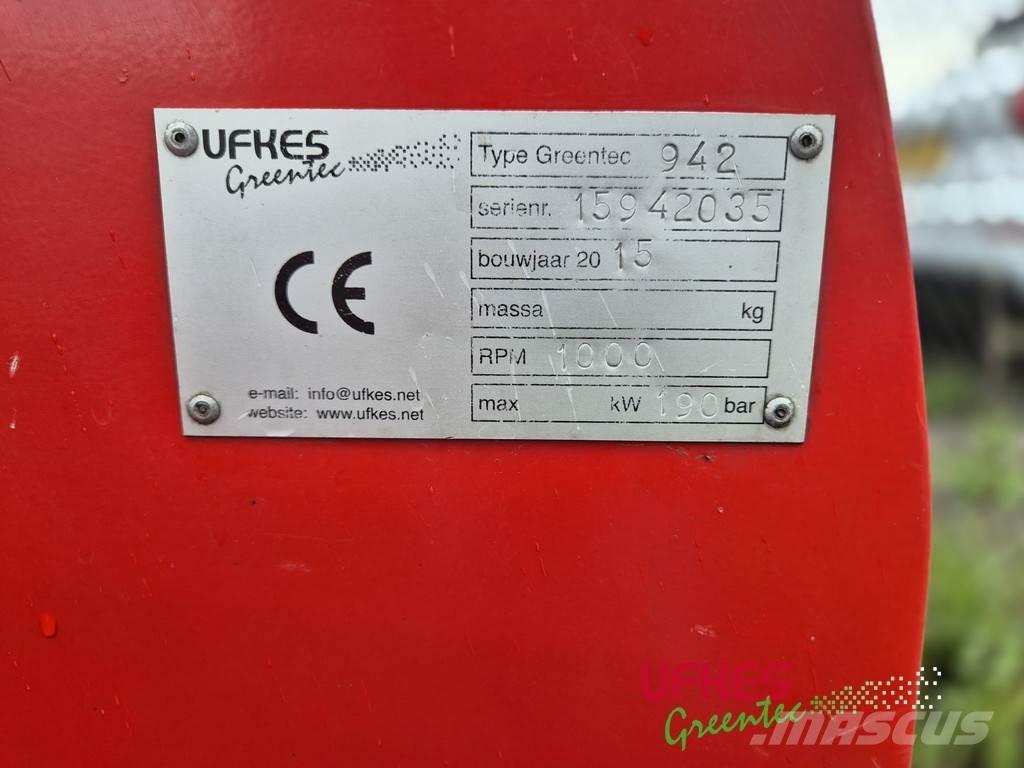 UFKES
Greentec
Type Greentec 942
serienr. 15942035
bouwjaar 20 15
massa kg
RPM 1000
max kW 190 bar
CE
e-mail: info@ufkes.net
website: www.ufkes.net
UFKES
Greentec
MASCUS